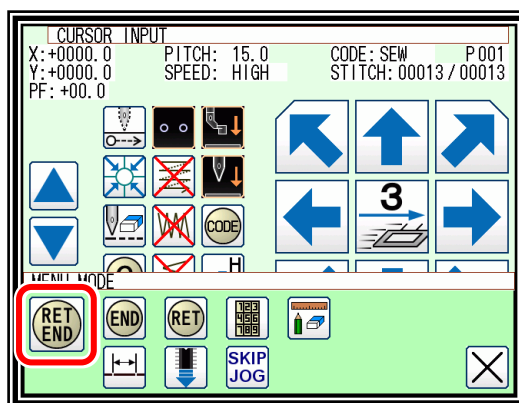 CURSOR INPUT
X:+0000.0 PITCH: 15.0 CODE:SEW P001
Y:+0000.0 SPEED: HIGH STITCH:00013/00013
PF:+00.0
3
CODE
H
MENU MODE
RET END
END
RET
123
456
789
SKIP
JOG